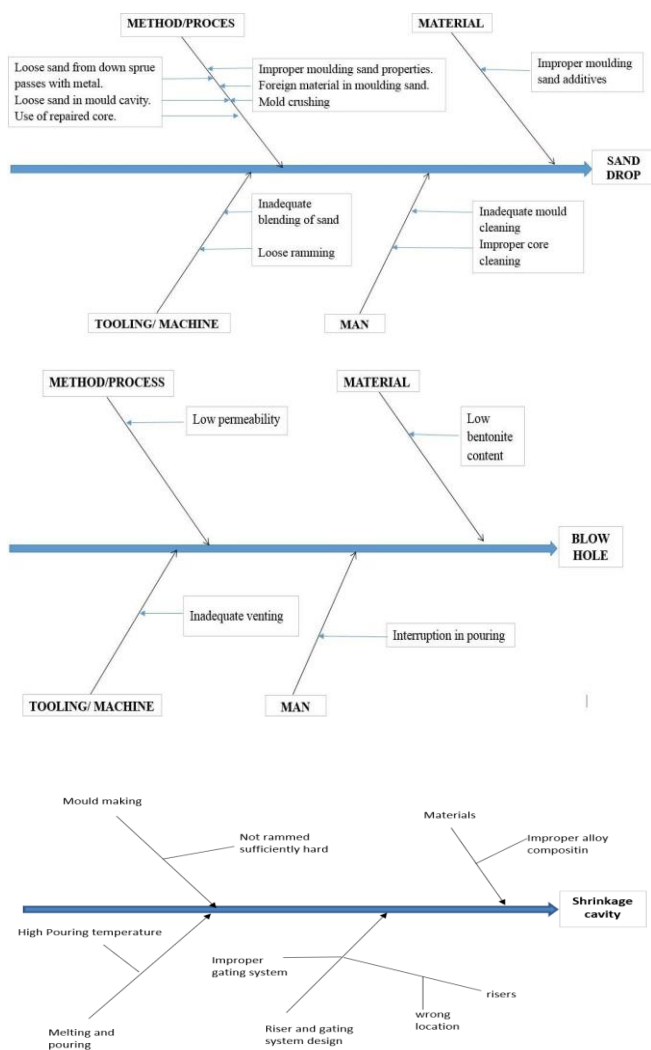 METHOD/PROCES
MATERIAL
Loose sand from down sprue
passes with metal.
Loose sand in mould cavity.
Use of repaired core.
Improper moulding sand properties.
Foreign material in moulding sand.
Mold crushing
Improper moulding
sand additives
SAND
DROP
Inadequate
blending of sand
Loose ramming
Inadequate mould
cleaning
Improper core
cleaning
TOOLING/ MACHINE
MAN
METHOD/PROCESS
MATERIAL
Low permeability
Low
bentonite
content
BLOW
HOLE
Inadequate venting
Interruption in pouring
TOOLING/ MACHINE
MAN
Mould making
Materials
Not rammed
sufficiently hard
Improper alloy
compositin
Shrinkage
cavity
High Pouring temperature
Improper
gating system
risers
wrong
location
Melting and
pouring
Riser and gating
system design